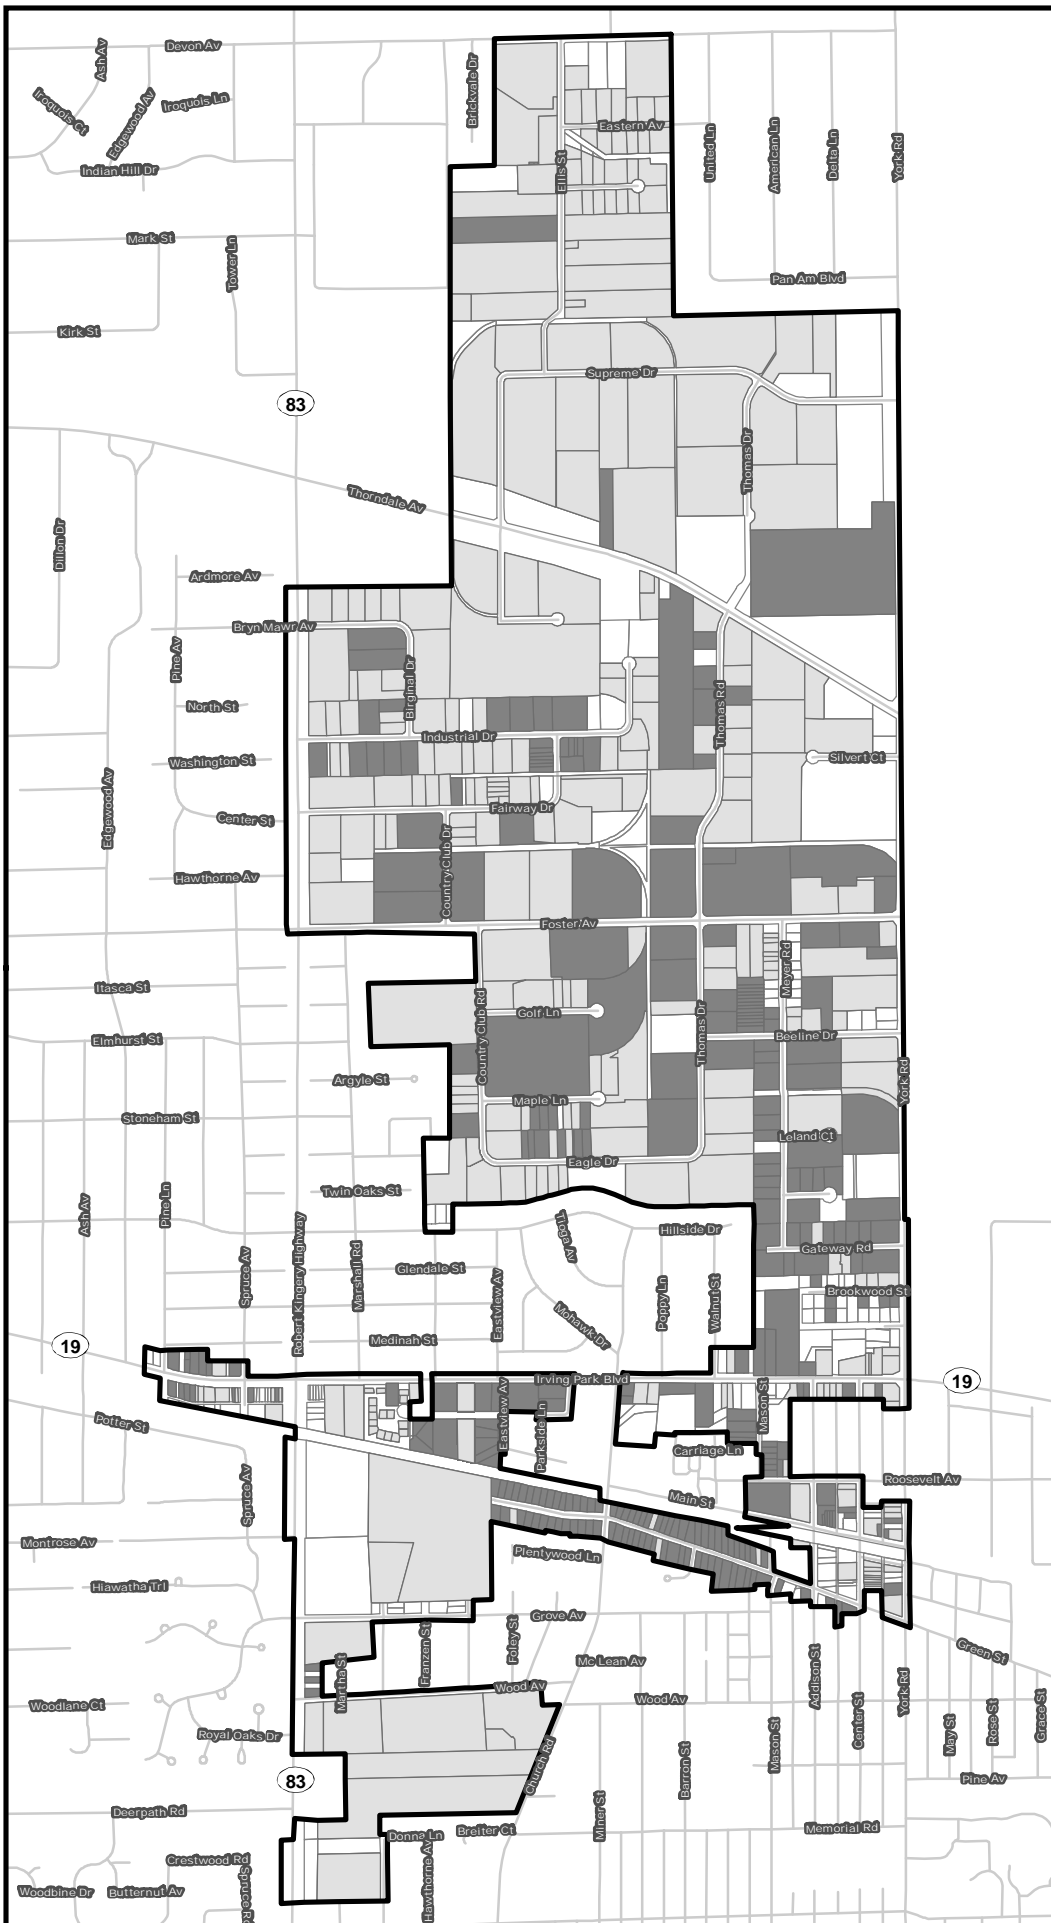 Devon Av
Ash Av
Brickvale Dr
Iroquois Ct
Edgewood Av
Iroquois Ln
Eastern Av
United Ln
American Ln
Delta Ln
York Rd
Indian Hill Dr
Ellis St
Mark St
Tower Ln
Pan Am Blvd
Kirk St
Supreme Dr
83
Thomas Dr
Thorndale Av
Dillon Dr
Ardmore Av
Bryn Mawr Av
Pine Av
Birginal Dr
North St
Thomas Rd
Industrial Dr
Washington St
Silvert Ct
Edgewood Av
Fairway Dr
Center St
Country Club Dr
Hawthorne Av
Foster Av
Meyer Rd
Itasca St
Country Club Rd
Golf Ln
Thomas Dr
Elmhurst St
Beeline Dr
Argyle St
York Rd
Maple Ln
Stoneham St
Leland Ct
Eagle Dr
Twin Oaks St
Ash Av
Pine Ln
Tioga Av
Hillside Dr
Spruce Av
Robert Kingery Highway
Marshall Rd
Glendale St
Gateway Rd
Eastview Av
Poppy Ln
Walnut St
Brookwood St
Mohawk Dr
Medinah St
19
Irving Park Blvd
19
Mason St
Eastview Av
Parkside Ln
Potter St
Carriage Ln
Spruce Av
Roosevelt Av
Main St
Montrose Av
Plentywood Ln
Hiawatha Trl
Grove Av
Franzen St
Foley St
Green St
Martha St
Mc Lean Av
Addison St
Wood Av
Wood Av
York Rd
Woodlane Ct
Center St
Grace St
Royal Oaks Dr
Mason St
May St
Rose St
Church Rd
Barron St
83
Pine Av
Deerpath Rd
Miner St
Donna Ln
Breiter Ct
Memorial Rd
Crestwood Rd
Hawthorne Av
Woodbine Dr
Butternut Av
Spruce Rd